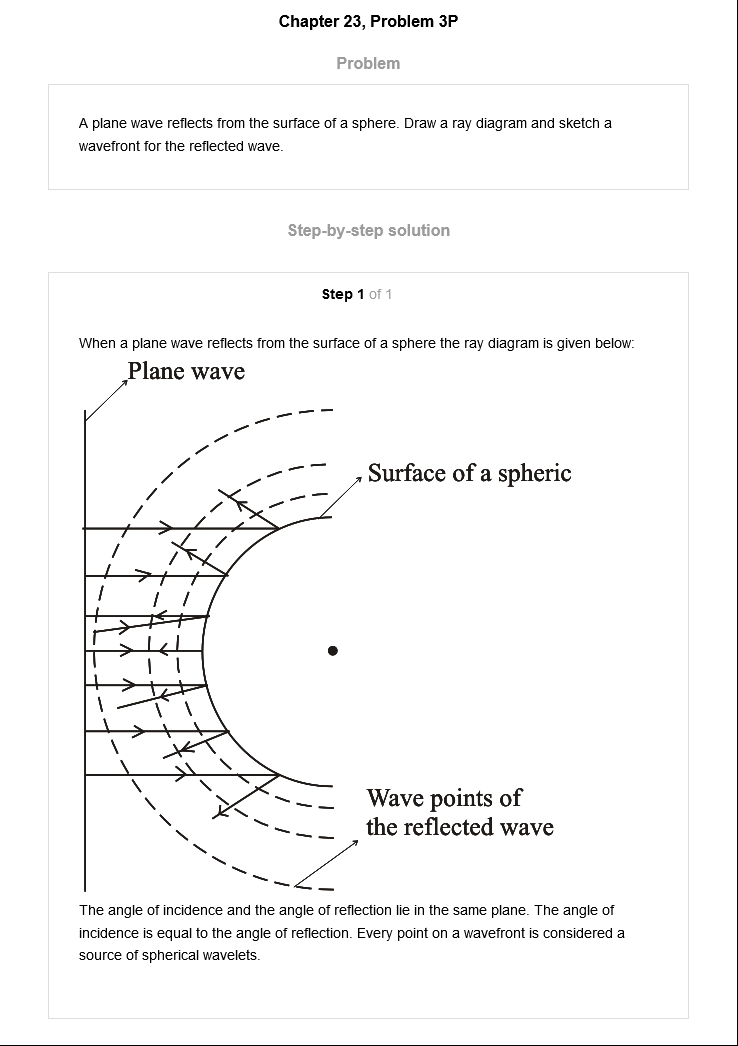 Chapter 23, Problem 3P
Problem
A plane wave reflects from the surface of a sphere. Draw a ray diagram and sketch a
wavefront for the reflected wave.
Step-by-step solution
Step 1 of 1
When a plane wave reflects from the surface of a sphere the ray diagram is given below:
Plane wave
Surface of a spheric
Wave points of
the reflected wave
The angle of incidence and the angle of reflection lie in the same plane. The angle of
incidence is equal to the angle of reflection. Every point on a wavefront is considered a
source of spherical wavelets.